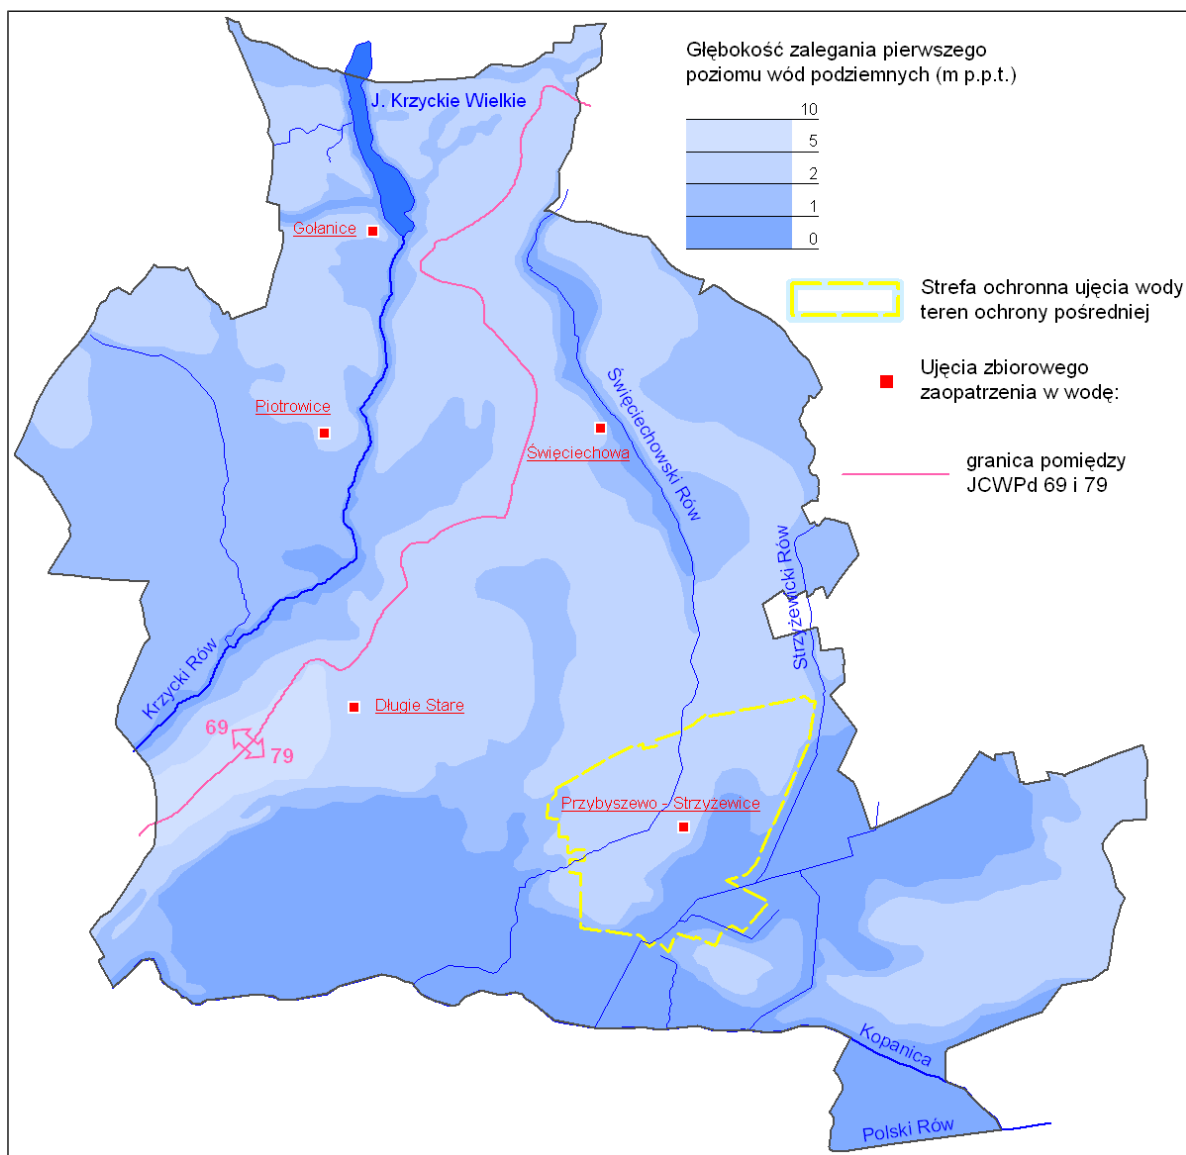 Głębokość zalegania pierwszego
poziomu wód podziemnych (m p.p.t.)
10
5
2
1
0
Strefa ochronna ujęcia wody
teren ochrony pośredniej
Ujęcia zbiorowego
zaopatrzenia w wodę:
granica pomiędzy
JCWPd 69 i 79
J. Krzyckie Wielkie
Gołanice
Piotrowice
Święciechowa
Święciechowski Rów
Strzyżewicki Rów
Krzycki Rów
Długie Stare
69
79
Przybyszewo - Strzyżewice
Kopanica
Polski Rów